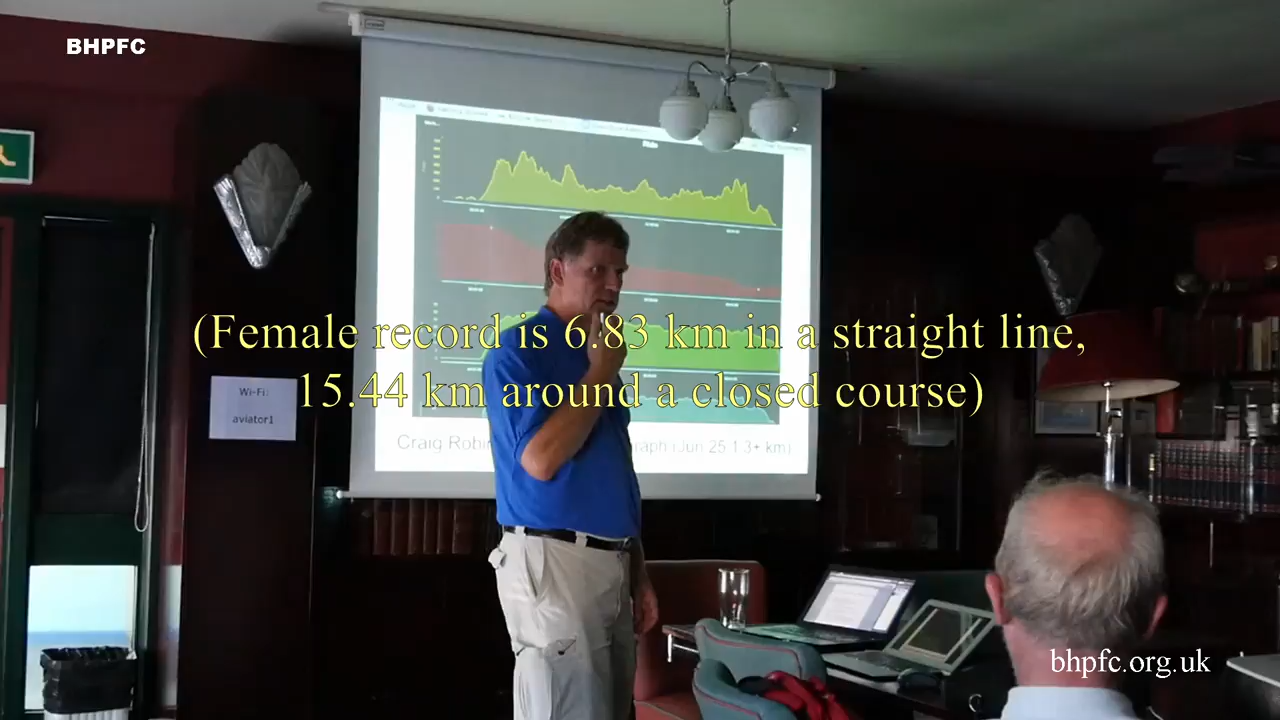 BHPFC
(Female record is 6.83 km in a straight line,
15.44 km around a closed course)
Wi-Fi:
aviator1
Craig Robin
raph (Jun 25 1 3+ km)
bhpfc.org.uk